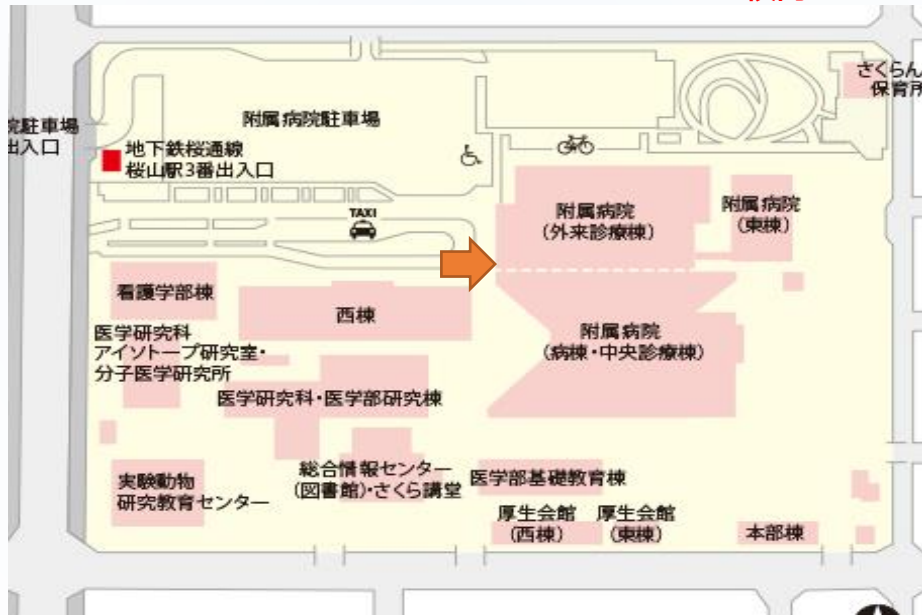 附属病院駐車場
さくらん
保育所
院駐車場
出入口
地下鉄桜通線
桜山駅3番出入口
TAXI
附属病院
(外来診療棟)
附属病院
(東棟)
看護学部棟
西棟
附属病院
(病棟・中央診療棟)
医学研究科
アイソトープ研究室・
分子医学研究所
医学研究科・医学部研究棟
実験動物
研究教育センター
総合情報センター
(図書館)・さくら講堂
医学部基礎教育棟
厚生会館
(西棟)
厚生会館
(東棟)
本部棟